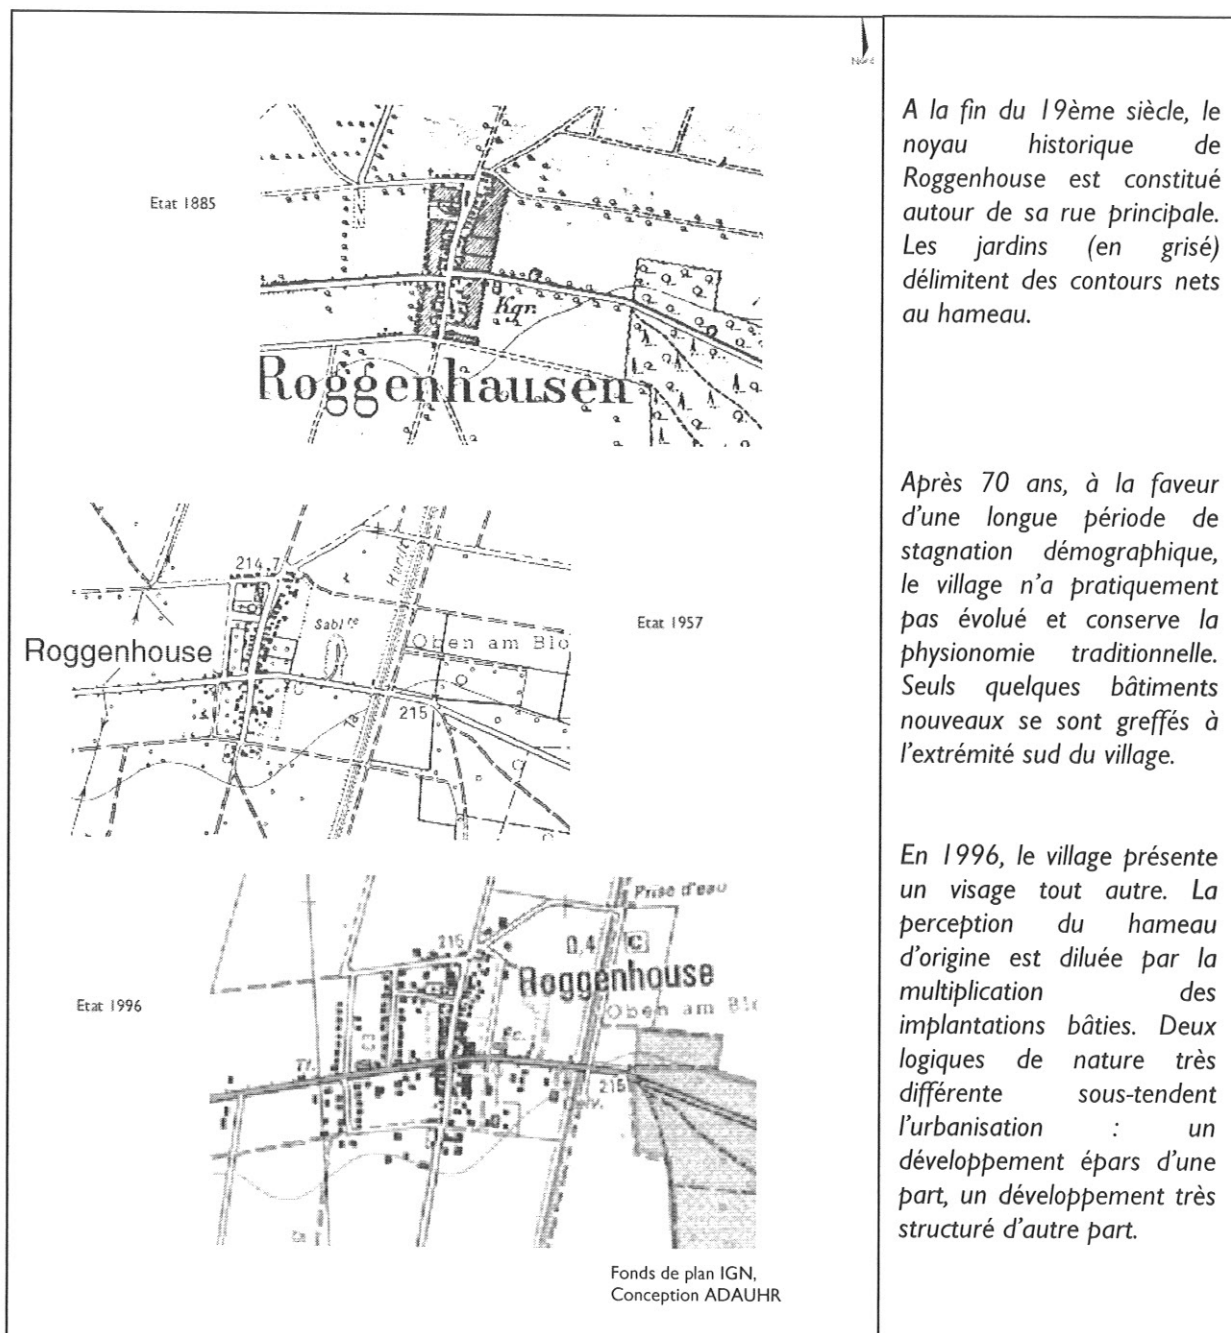 Nord
Etat 1885
Kgr.
Roggenhausen
A la fin du 19ème siècle, le
noyau historique de
Roggenhouse est constitué
autour de sa rue principale.
Les jardins (en grisé)
délimitent des contours nets
au hameau.
214,7
Sabl re
Oben am Blo
Roggenhouse
215
Etat 1957
Après 70 ans, à la faveur
d'une longue période de
stagnation démographique,
le village n'a pratiquement
pas évolué et conserve la
physionomie traditionnelle.
Seuls quelques bâtiments
nouveaux se sont greffés à
l'extrémité sud du village.
Prise d'eau
215
0,4 C
Roggenhouse
Oben am Blo
Etat 1996
215
En 1996, le village présente
un visage tout autre. La
perception du hameau
d'origine est diluée par la
multiplication des
implantations bâties. Deux
logiques de nature très
différente sous-tendent
l'urbanisation : un
développement épars d'une
part, un développement très
structuré d'autre part.
Fonds de plan IGN,
Conception ADAUHR